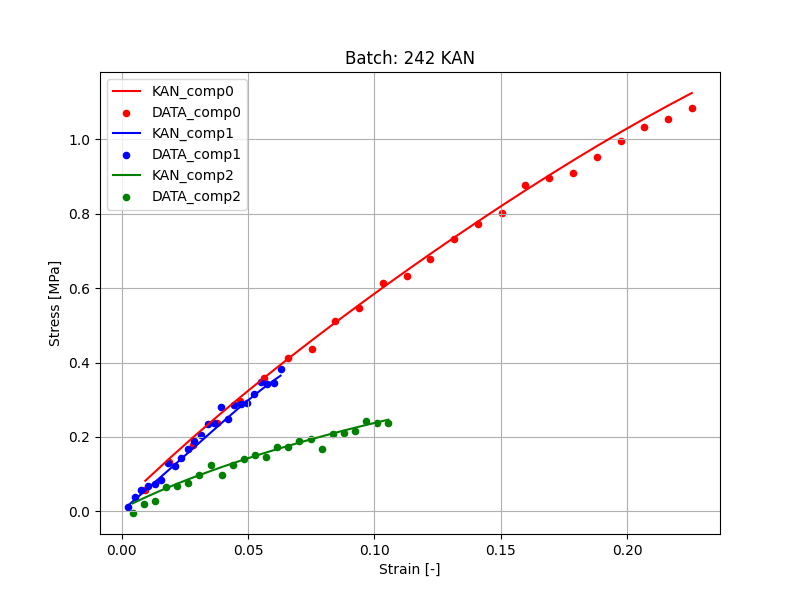 Batch: 242 KAN
KAN_comp0
DATA_comp0
KAN_comp1
DATA_comp1
KAN_comp2
DATA_comp2
Stress [MPa]
1.0
0.8
0.6
0.4
0.2
0.0
0.00 0.05 0.10 0.15 0.20
Strain [-]